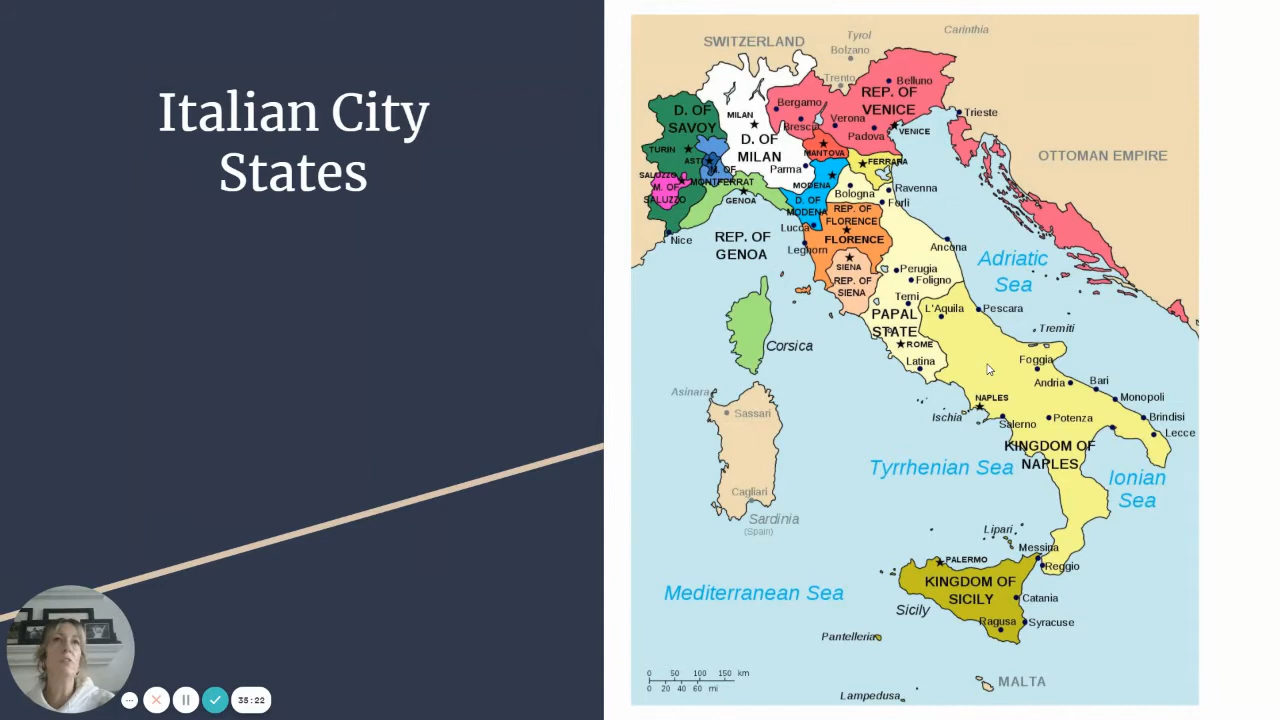 Italian City
States
SWITZERLAND
Tyrol
Bolzano
Carinthia
Trento
Belluno
REP. OF
VENICE
Bergamo
D. OF
SAVOY
MILAN
Brescia
Verona
Padova
VENICE
Trieste
TURIN
D. OF
MILAN
MANTOVA
ASTI
Parma
FERRARA
OTTOMAN EMPIRE
SALUZZO
M. OF
MONTFERRAT
MODENA
M. OF
SALUZZO
GENOA
Bologna
Ravenna
D. OF
MODENA
Forlì
REP. OF
FLORENCE
Lucca
Nice
REP. OF
GENOA
FLORENCE
Leghorn
Ancona
Adriatic
Sea
SIENA
Perugia
REP. OF
SIENA
Foligno
Terni
L'Aquila
Pescara
PAPAL
STATE
Tremiti
ROME
Corsica
Latina
Foggia
Andria
Bari
Asinara
Sassari
NAPLES
Monopoli
Ischia
Salerno
Potenza
Brindisi
Lecce
KINGDOM OF
NAPLES
Tyrrhenian Sea
Ionian
Sea
Cagliari
Sardinia
(Spain)
Lipari
Messina
PALERMO
Reggio
KINGDOM OF
SICILY
Mediterranean Sea
Sicily
Catania
Ragusa
Syracuse
Pantelleria
0 50 100 150 km
0 20 40 60 mi
MALTA
Lampedusa
35:22